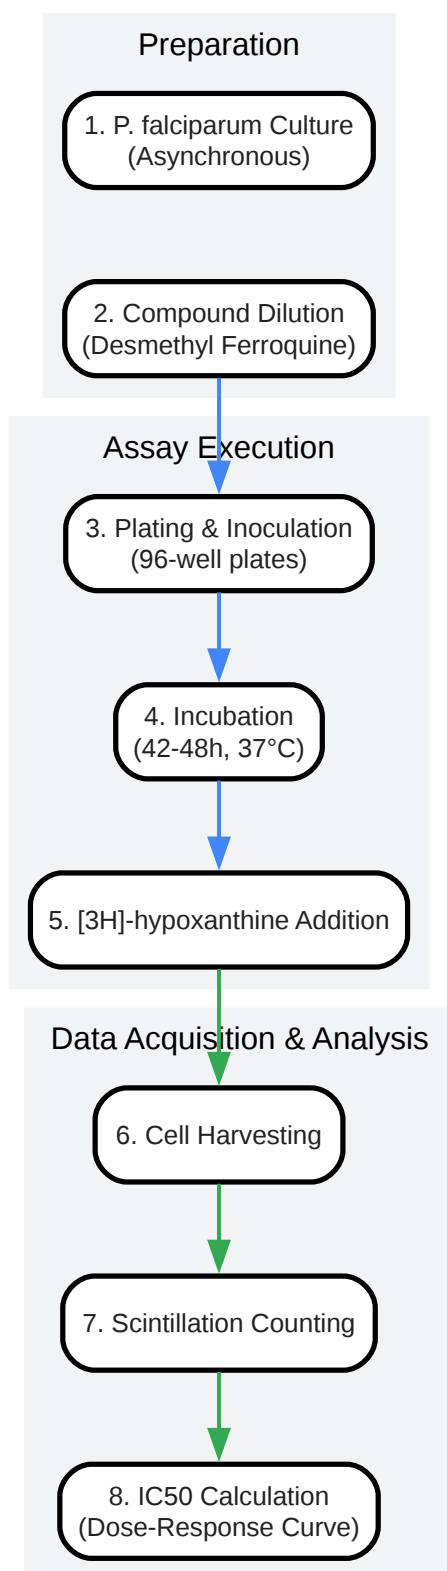 Preparation
1. P. falciparum Culture
(Asynchronous)
2. Compound Dilution
(Desmethyl Ferroquine)
Assay Execution
3. Plating & Inoculation
(96-well plates)
4. Incubation
(42-48h, 37°C)
5. [3H]-hypoxanthine Addition
Data Acquisition & Analysis
6. Cell Harvesting
7. Scintillation Counting
8. IC50 Calculation
(Dose-Response Curve)